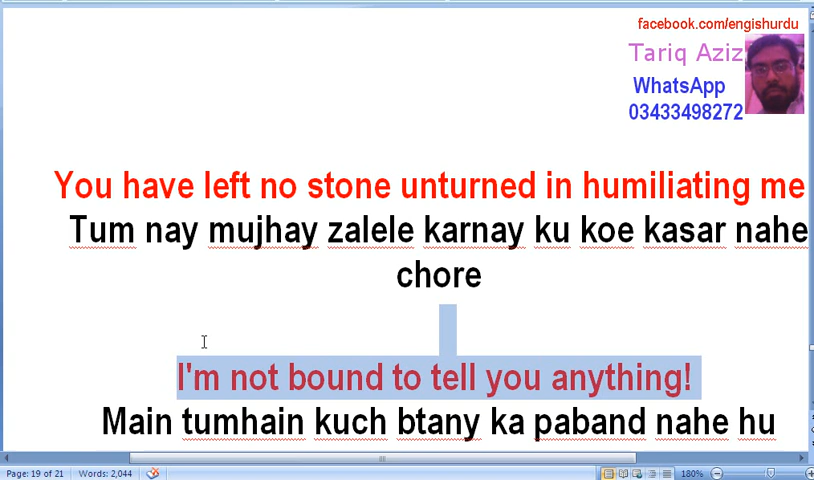 facebook.com/engishurdu
Tariq Aziz
WhatsApp
03433498272
You have left no stone unturned in humiliating me
Tum nay mujhay zalele karnay ku koe kasar nahe
chore
I'm not bound to tell you anything!
Main tumhain kuch btany ka paband nahe hu
Page: 19 of 21 Words: 2,044 180%